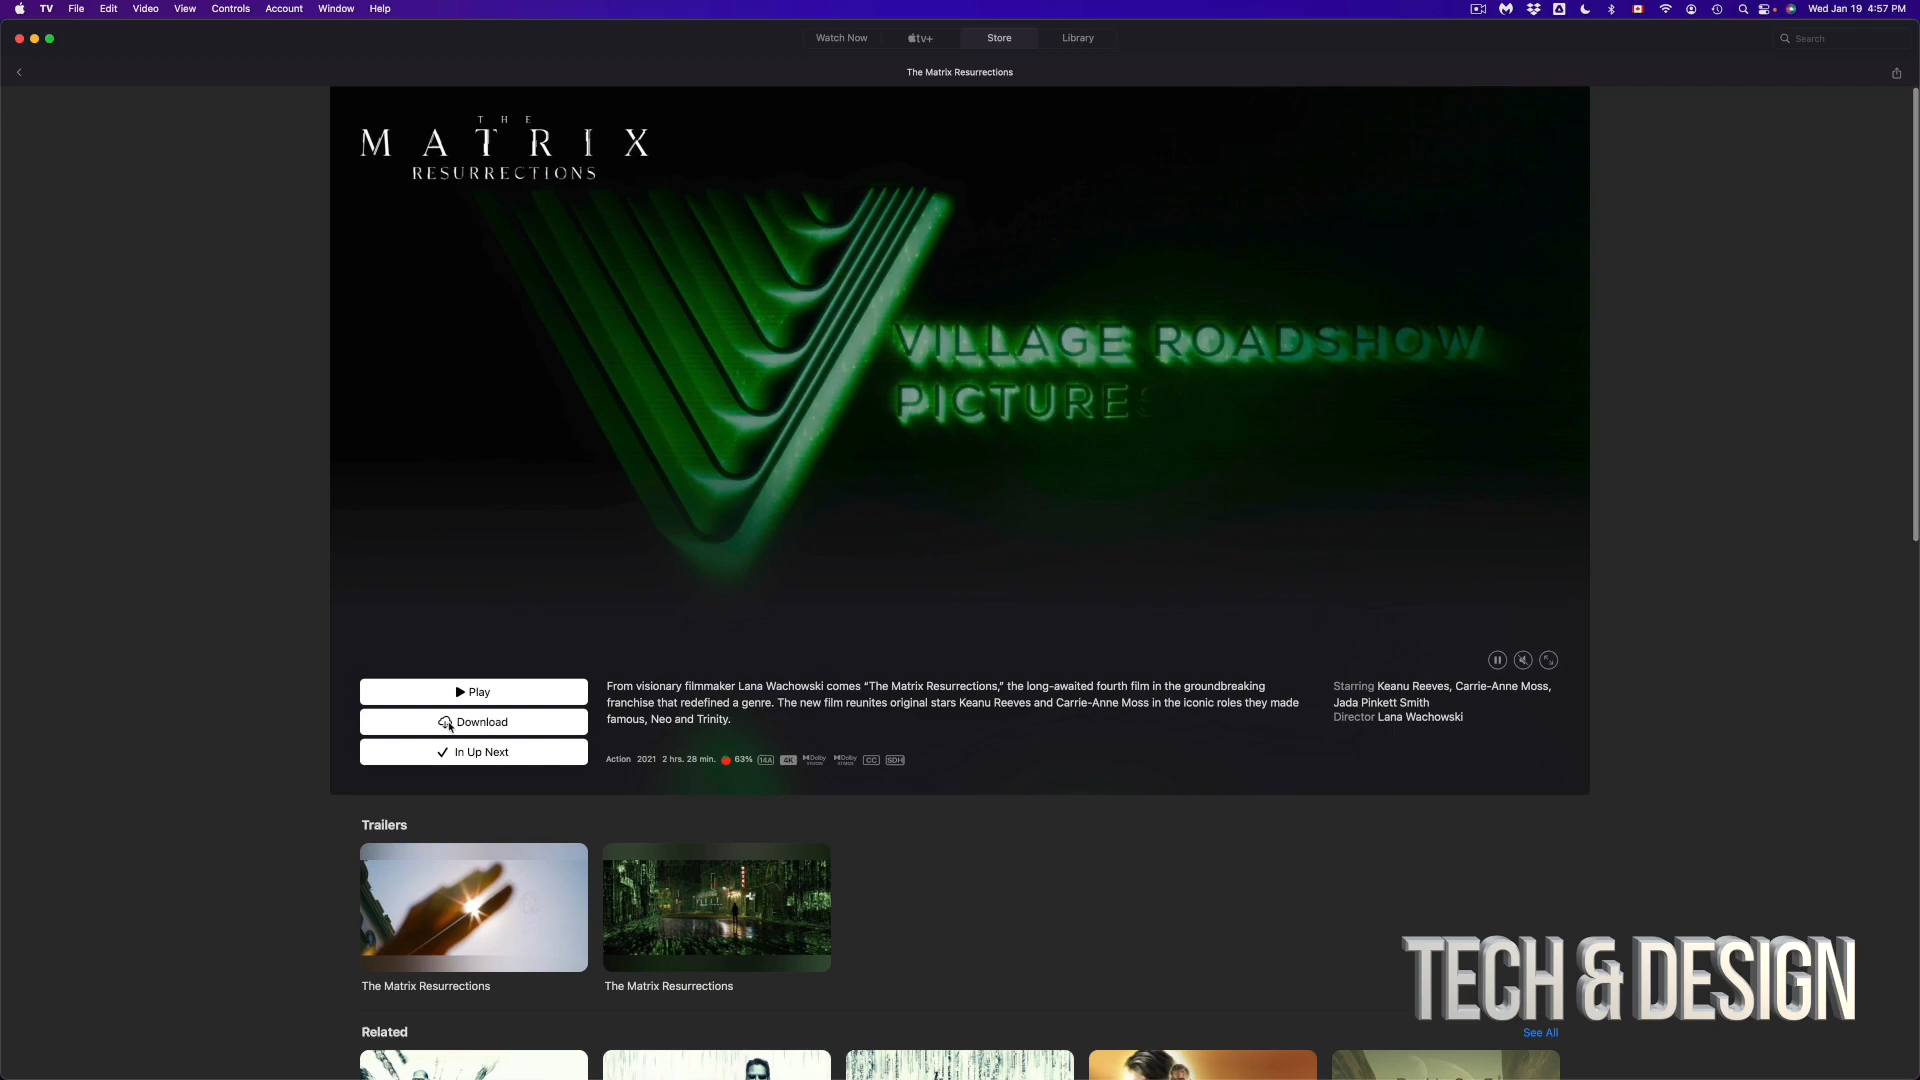 TV File Edit Video View Controls Account Window Help
Wed Jan 19 4:57 PM
Watch Now
tv+
Store
Library
Search
The Matrix Resurrections
THE
MATRIX
RESURRECTIONS
VILLAGE ROADSHOW
PICTURES
Play
Download
In Up Next
From visionary filmmaker Lana Wachowski comes “The Matrix Resurrections,” the long-awaited fourth film in the groundbreaking
franchise that redefined a genre. The new film reunites original stars Keanu Reeves and Carrie-Anne Moss in the iconic roles they made
famous, Neo and Trinity.
Action 2021 2 hrs. 28 min. 63% 14A 4K Dolby VISION Dolby ATMOS CC SDH
Starring Keanu Reeves, Carrie-Anne Moss,
Jada Pinkett Smith
Director Lana Wachowski
Trailers
The Matrix Resurrections
The Matrix Resurrections
Related
See All
TECH & DESIGN